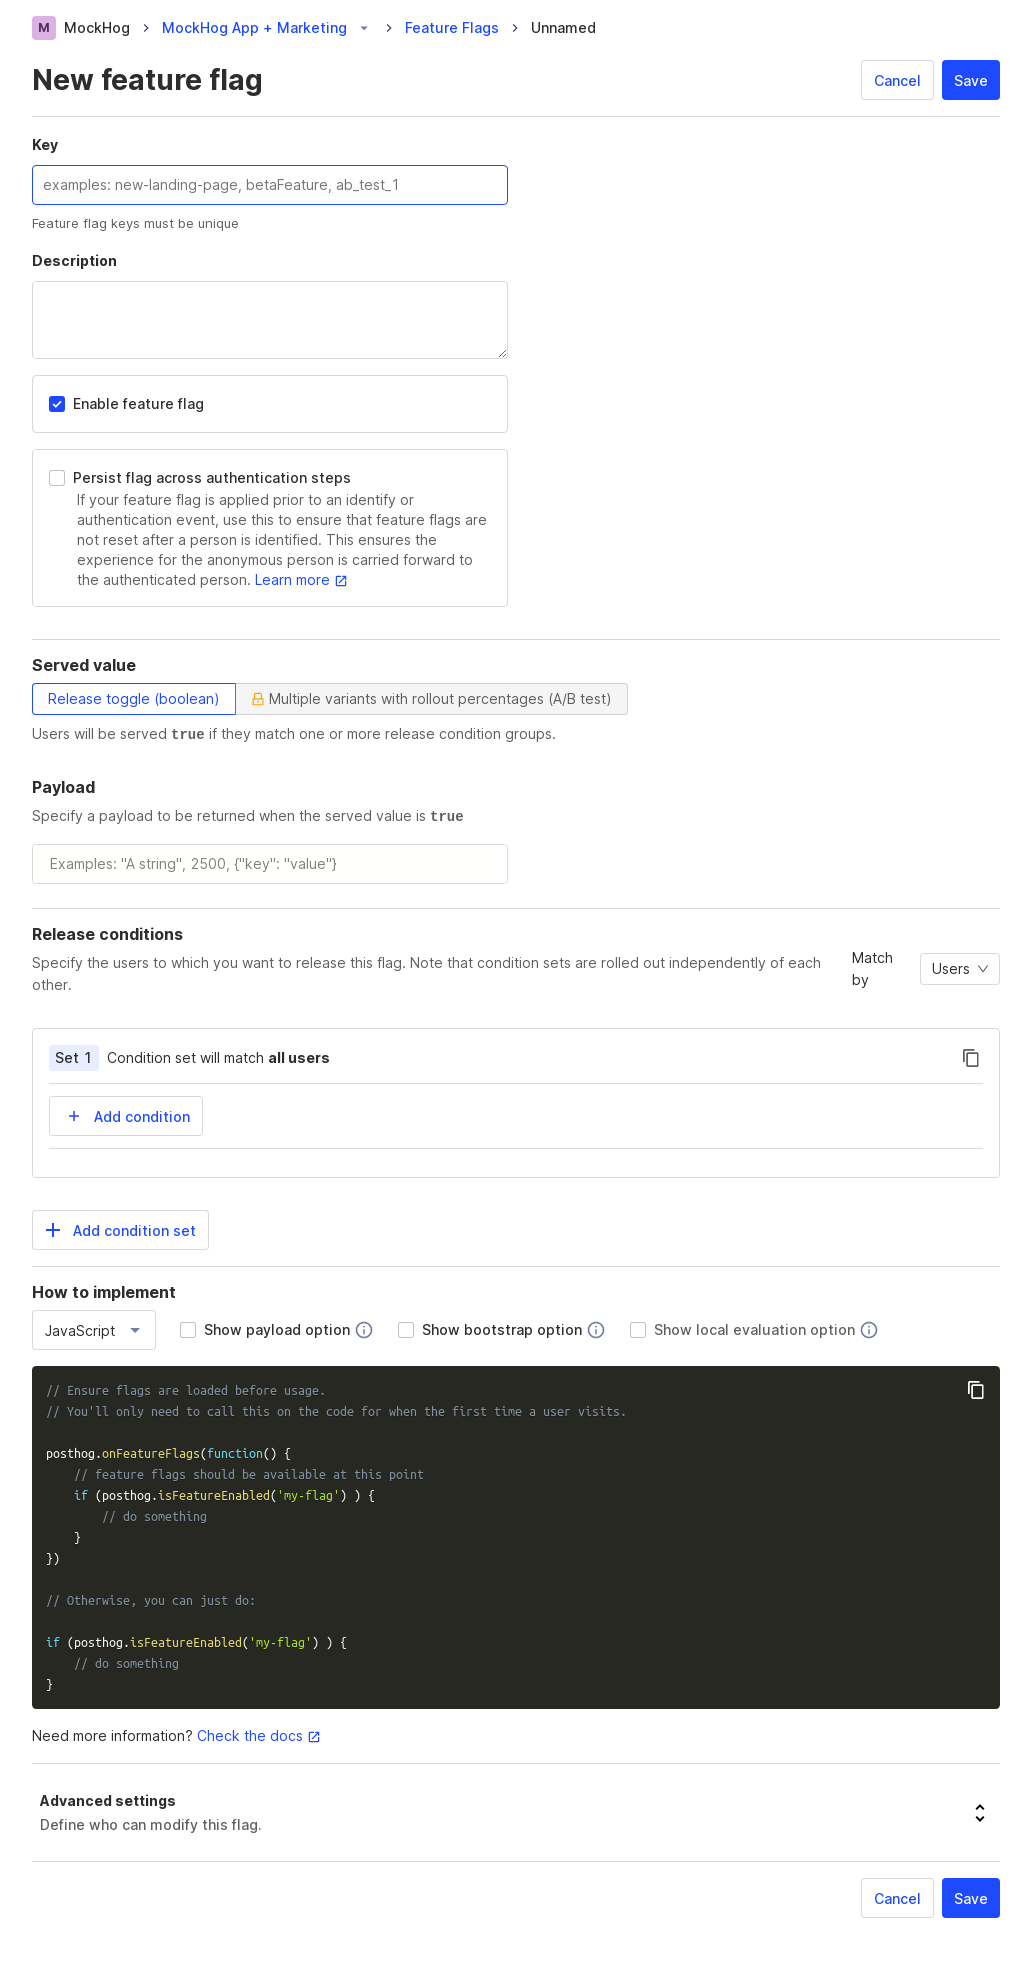 M MockHog > MockHog App + Marketing > Feature Flags > Unnamed
New feature flag
Cancel Save
Key
examples: new-landing-page, betaFeature, ab_test_1
Feature flag keys must be unique
Description
Enable feature flag
Persist flag across authentication steps
If your feature flag is applied prior to an identify or
authentication event, use this to ensure that feature flags are
not reset after a person is identified. This ensures the
experience for the anonymous person is carried forward to
the authenticated person. Learn more
Served value
Release toggle (boolean) Multiple variants with rollout percentages (A/B test)
Users will be served true if they match one or more release condition groups.
Payload
Specify a payload to be returned when the served value is true
Examples: "A string", 2500, {"key": "value"}
Release conditions
Specify the users to which you want to release this flag. Note that condition sets are rolled out independently of each
other.
Match
by
Users
Set 1 Condition set will match all users
+ Add condition
+ Add condition set
How to implement
JavaScript Show payload option Show bootstrap option Show local evaluation option
// Ensure flags are loaded before usage.
// You'll only need to call this on the code for when the first time a user visits.
posthog.onFeatureFlags(function() {
    // feature flags should be available at this point
    if (posthog.isFeatureEnabled('my-flag') ) {
        // do something
    }
})
// Otherwise, you can just do:
if (posthog.isFeatureEnabled('my-flag') ) {
    // do something
}
Need more information? Check the docs
Advanced settings
Define who can modify this flag.
Cancel Save